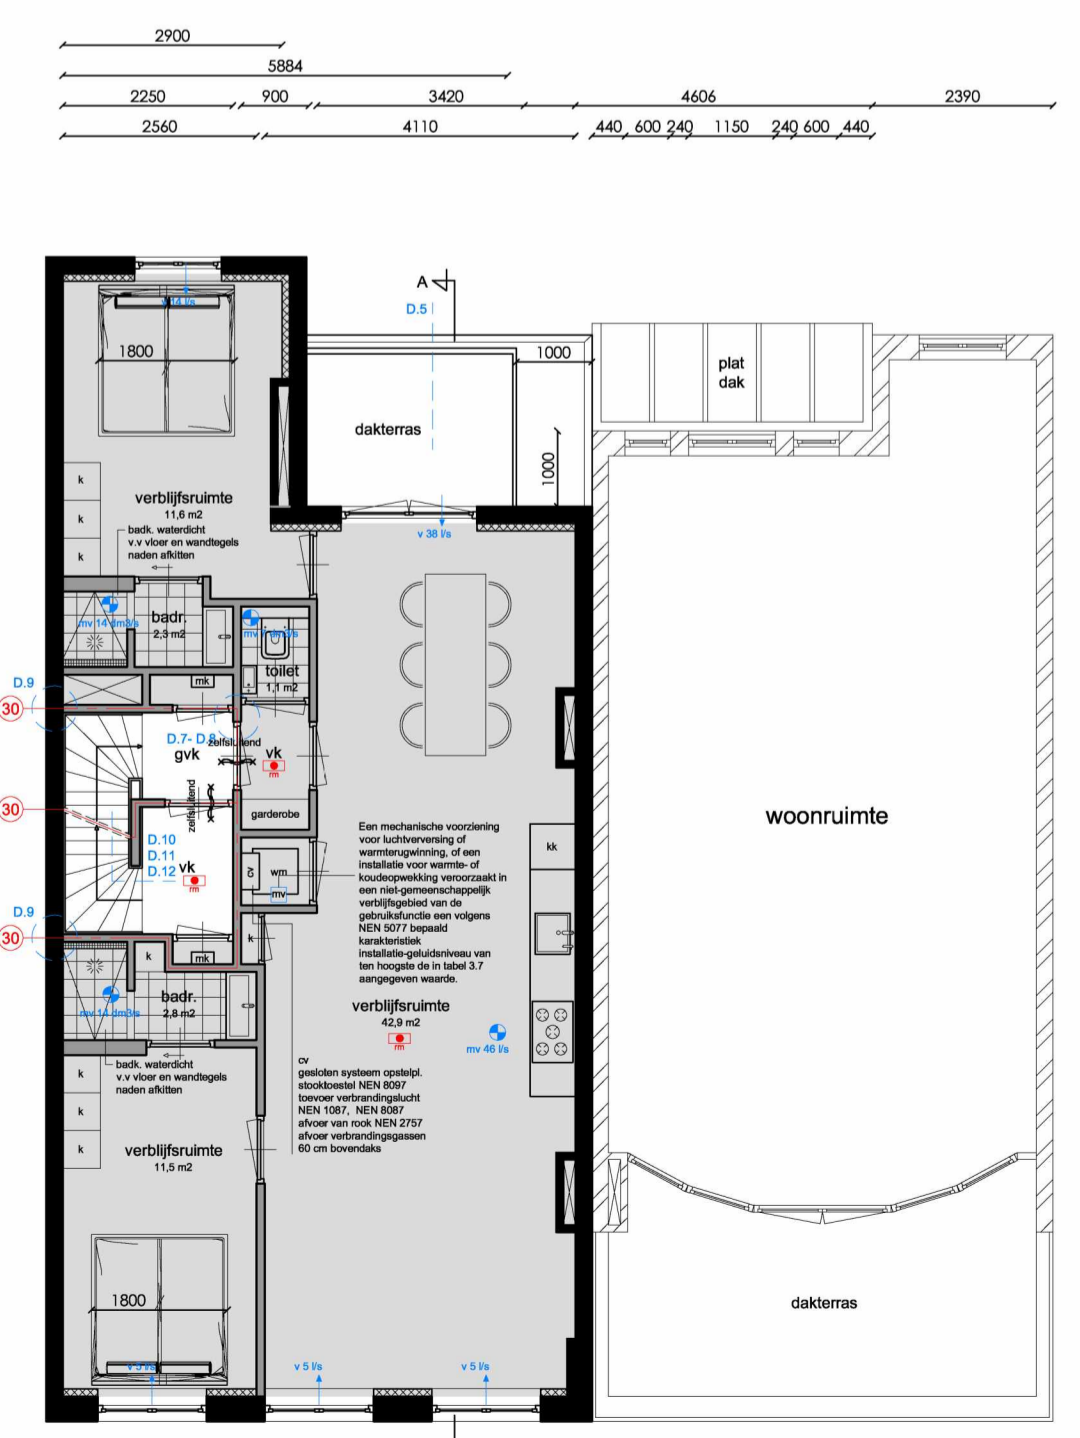 2900
5884
2250 900 3420 4606 2390
2560 4110 440 600 240 1150 240 600 440
A
D.5
v 14 l/s
1800
1000
plat
dak
dakterras
1000
k
verblijfsruimte
11,6 m2
k
badk. waterdicht
v.v vloer en wandtegels
naden afkitten
k
v 38 l/s
badr.
2,3 m2
mv 14 dm3/s
mv 7 dm3/s
toilet
1,1 m2
mk
D.9
30
D.7- D.8
zelfsluitend
gvk
vk
rm
zelfsluitend
garderobe
30
woonruimte
D.10
D.11
D.12
vk
rm
Een mechanische voorziening
voor luchtverversing of
warmterugwinning, of een
installatie voor warmte- of
koudeopwekking veroorzaakt in
een niet-gemeenschappelijk
verblijfsgebied van de
gebruiksfunctie een volgens
NEN 5077 bepaald
karakteristiek
installatie-geluidsniveau van
ten hoogste de in tabel 3.7
aangegeven waarde.
kk
cv
wm
mv
D.9
30
k
k
mk
badr.
2,8 m2
mv 14 dm3/s
verblijfsruimte
42,9 m2
rm
mv 46 l/s
badk. waterdicht
v.v vloer en wandtegels
naden afkitten
k
k
k
cv
gesloten systeem opstelpl.
stooktoestel NEN 8097
toevoer verbrandingslucht
NEN 1087, NEN 8087
afvoer van rook NEN 2757
afvoer verbrandingsgassen
60 cm bovendaks
verblijfsruimte
11,5 m2
1800
dakterras
v 5 l/s
v 5 l/s
v 5 l/s